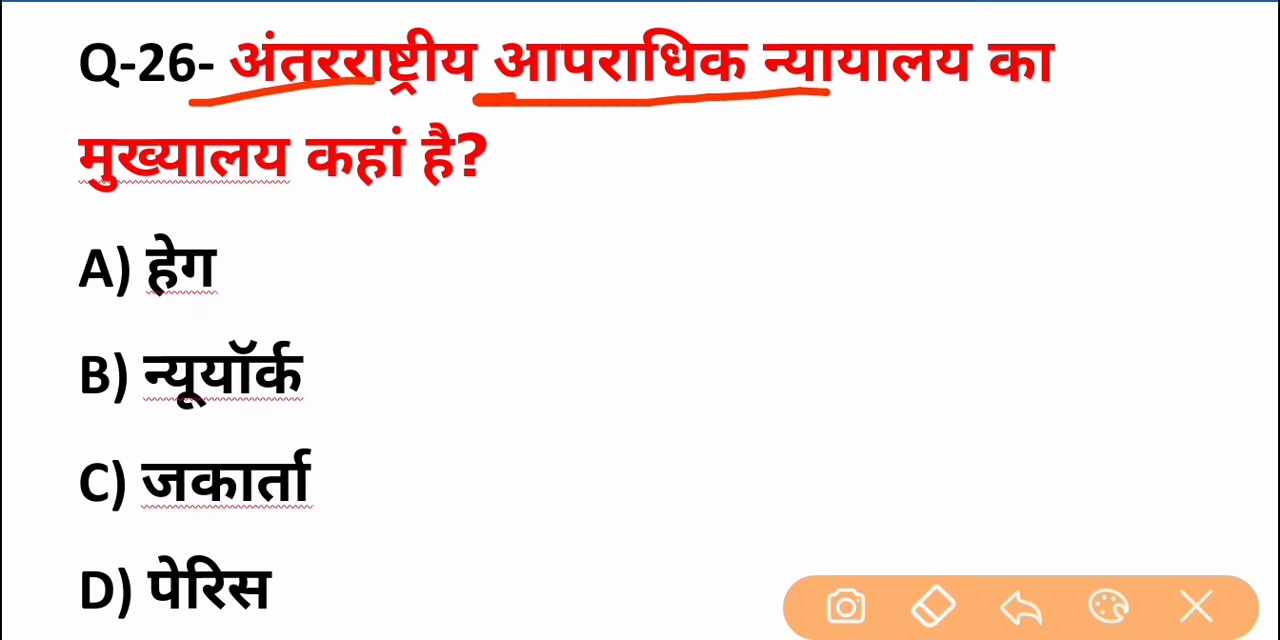 Q-26- अंतरराष्ट्रीय आपराधिक न्यायालय का
मुख्यालय कहां है?
A) हेग
B) न्यूयॉर्क
C) जकार्ता
D) पेरिस